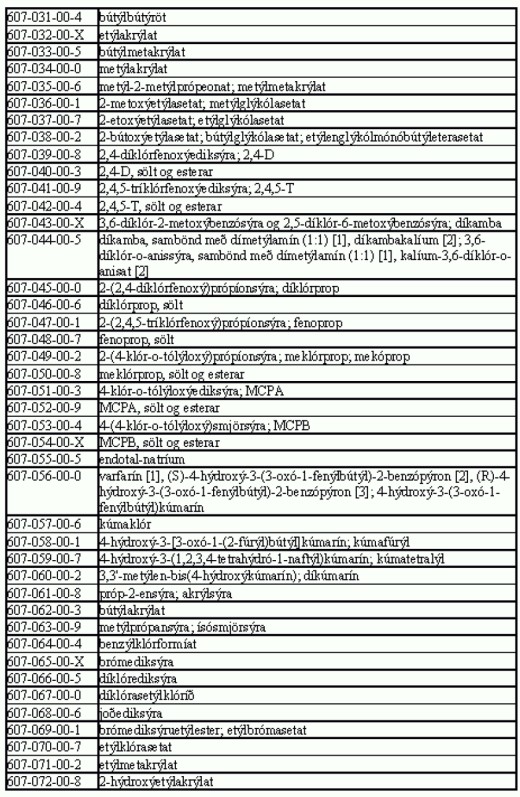 607-031-00-4 bútýlbútýröt
607-032-00-X etýlakrýlat
607-033-00-5 bútýlmetakrýlat
607-034-00-0 metýlakrýlat
607-035-00-6 metýl-2-metýlprópeonat; metýlmetakrýlat
607-036-00-1 2-metoxýetýlasetat; metýlglýkólasetat
607-037-00-7 2-etoxýetýlasetat; etýlglýkólasetat
607-038-00-2 2-bútoxýetýlasetat; bútýlglýkólasetat; etýlenglýkólmónóbútýleterasetat
607-039-00-8 2,4-díklórfenoxýediksýra; 2,4-D
607-040-00-3 2,4-D, sölt og esterar
607-041-00-9 2,4,5-tríklórfenoxýediksýra; 2,4,5-T
607-042-00-4 2,4,5-T, sölt og esterar
607-043-00-X 3,6-díklór-2-metoxýbenzósýra og 2,5-díklór-6-metoxýbenzósýra; díkamba
607-044-00-5 díkamba, sambönd með dímetýlamín (1:1) [1], díkambakalíum [2]; 3,6-
díklór-o-anissýra, sambönd með dímetýlamín (1:1) [1], kalíum-3,6-díklór-o-
anisat [2]
607-045-00-0 2-(2,4-díklórfenoxý)própíonsýra; díklórprop
607-046-00-6 díklórprop, sölt
607-047-00-1 2-(2,4,5-tríklórfenoxý)própíonsýra; fenoprop
607-048-00-7 fenoprop, sölt
607-049-00-2 2-(4-klór-o-tólýloxý)própíonsýra; meklórprop; mekóprop
607-050-00-8 meklórprop, sölt og esterar
607-051-00-3 4-klór-o-tólýloxýediksýra; MCPA
607-052-00-9 MCPA, sölt og esterar
607-053-00-4 4-(4-klór-o-tólýloxý)smjörsýra; MCPB
607-054-00-X MCPB, sölt og esterar
607-055-00-5 endotal-natríum
607-056-00-0 varfarín [1], (S)-4-hýdroxý-3-(3-oxó-1-fenýlbútýl)-2-benzópýron [2], (R)-4-
hýdroxý-3-(3-oxó-1-fenýlbútýl)-2-benzópýron [3]; 4-hýdroxý-3-(3-oxó-1-
fenýlbútýl)kúmarín
607-057-00-6 kúmaklór
607-058-00-1 4-hýdroxý-3-[3-oxó-1-(2-fúrýl)bútýl]kúmarín; kúmafúrýl
607-059-00-7 4-hýdroxý-3-(1,2,3,4-tetrahýdró-1-naftýl)kúmarín; kúmatetralýl
607-060-00-2 3,3'-metýlen-bis(4-hýdroxýkúmarín); díkúmarín
607-061-00-8 próp-2-ensýra; akrýlsýra
607-062-00-3 bútýlakrýlat
607-063-00-9 metýlprópansýra; ísósmjörsýra
607-064-00-4 benzýlklórformíat
607-065-00-X brómediksýra
607-066-00-5 díklórediksýra
607-067-00-0 díklórasetýlklóríð
607-068-00-6 joðediksýra
607-069-00-1 brómediksýruetýlester; etýlbrómasetat
607-070-00-7 etýlklórasetat
607-071-00-2 etýlmetakrýlat
607-072-00-8 2-hýdroxýetýlakrýlat